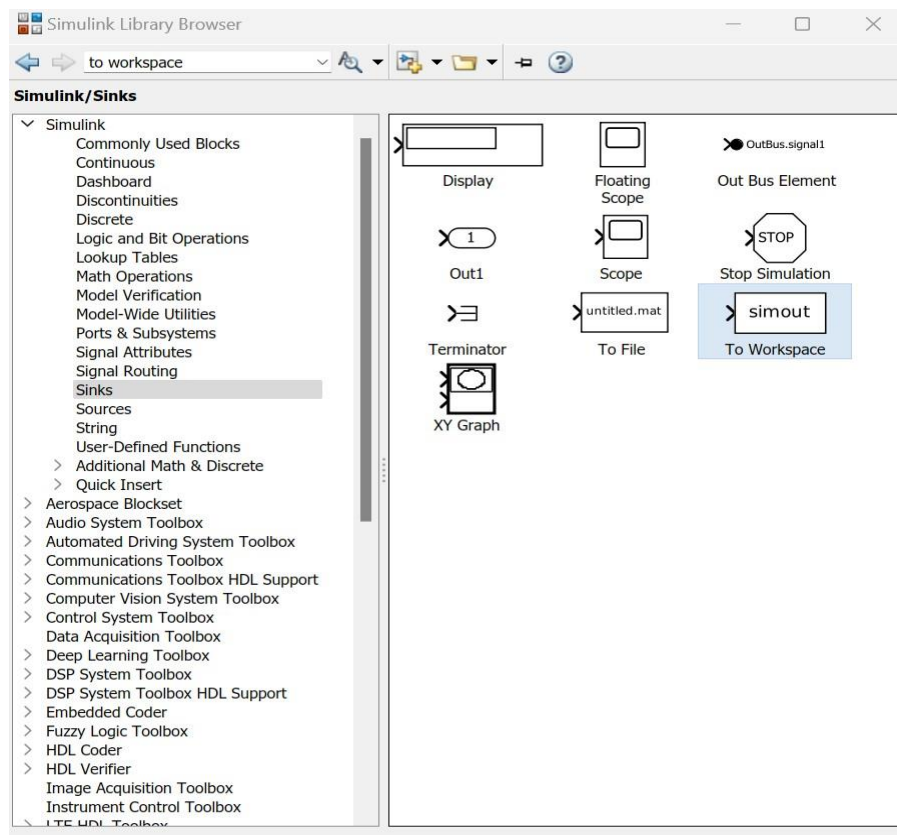 Simulink Library Browser
to workspace
Simulink/Sinks
Simulink
Commonly Used Blocks
Continuous
Dashboard
Discontinuities
Discrete
Logic and Bit Operations
Lookup Tables
Math Operations
Model Verification
Model-Wide Utilities
Ports & Subsystems
Signal Attributes
Signal Routing
Sinks
Sources
String
User-Defined Functions
Additional Math & Discrete
Quick Insert
Aerospace Blockset
Audio System Toolbox
Automated Driving System Toolbox
Communications Toolbox
Communications Toolbox HDL Support
Computer Vision System Toolbox
Control System Toolbox
Data Acquisition Toolbox
Deep Learning Toolbox
DSP System Toolbox
DSP System Toolbox HDL Support
Embedded Coder
Fuzzy Logic Toolbox
HDL Coder
HDL Verifier
Image Acquisition Toolbox
Instrument Control Toolbox
LTE HDL Toolbox
Display
Floating
Scope
OutBus.signal1
Out Bus Element
1
Out1
Scope
STOP
Stop Simulation
Terminator
untitled.mat
To File
simout
To Workspace
XY Graph